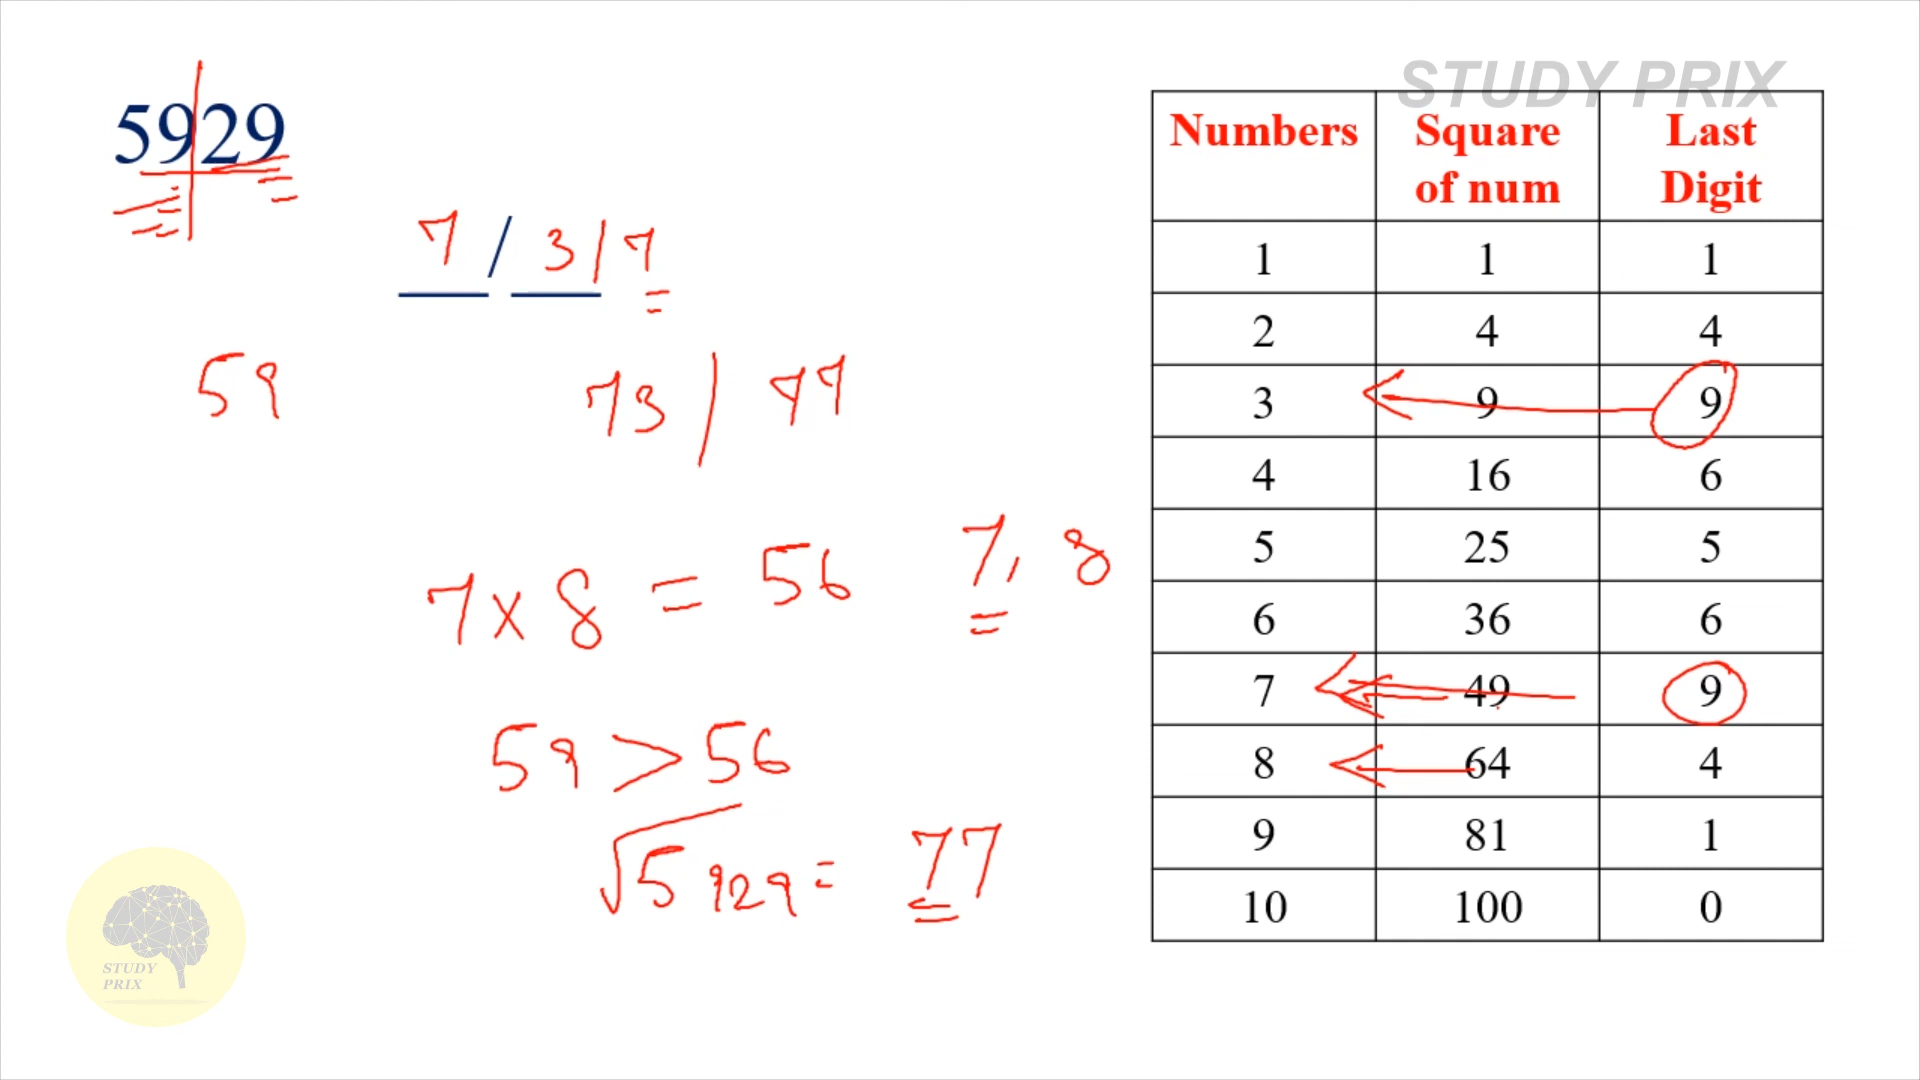 STUDY PRIX
5929
7 / 3 | 7
59
73 | 77
7 × 8 = 56
7, 8
59 > 56
√5929 = 77
Numbers Square of num Last Digit
1 1 1
2 4 4
3 9 9
4 16 6
5 25 5
6 36 6
7 49 9
8 64 4
9 81 1
10 100 0
STUDY
PRIX